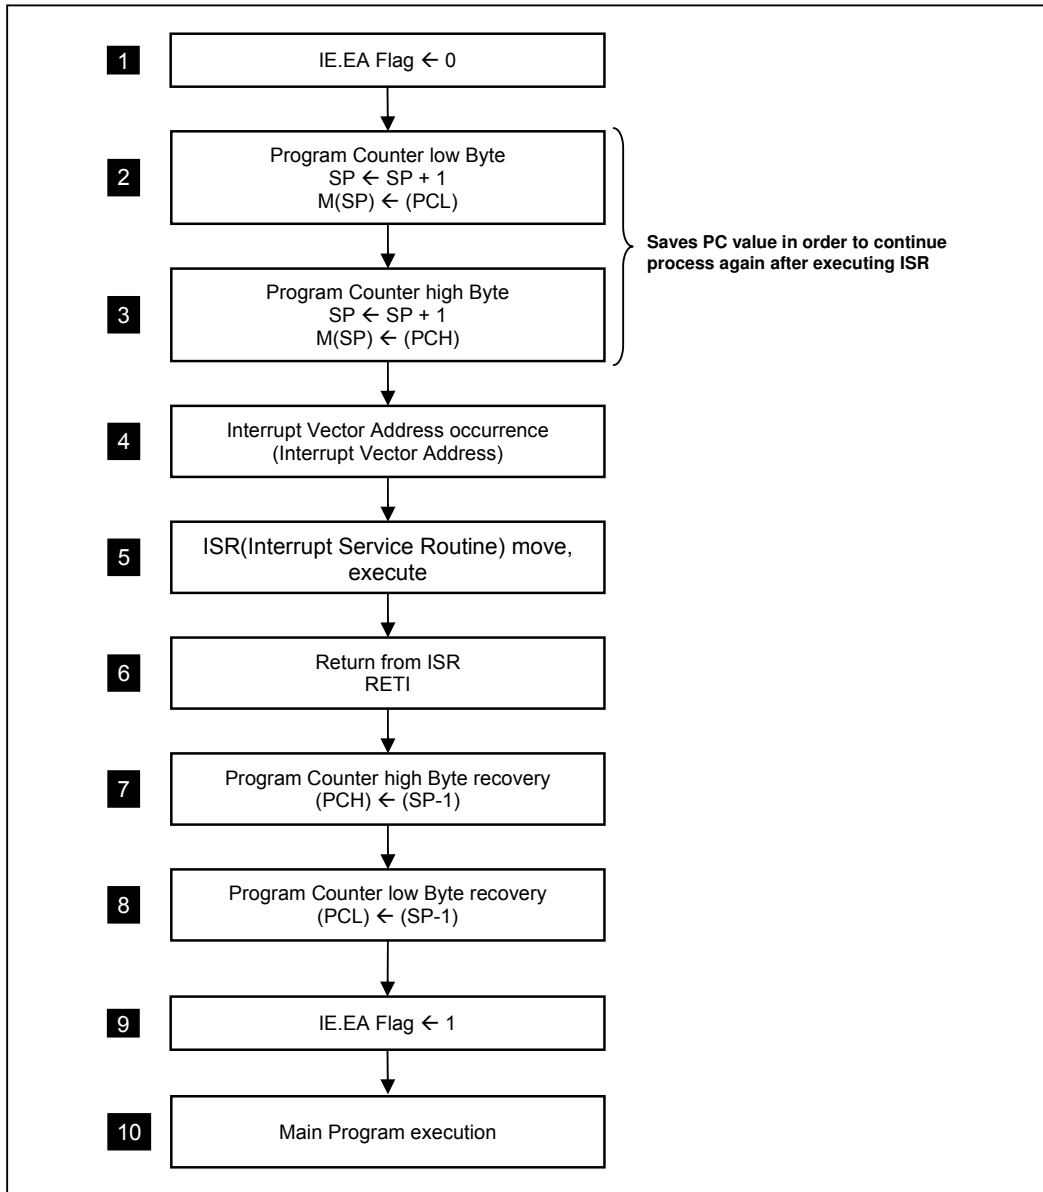 1
IE.EA Flag ← 0
2
Program Counter low Byte
SP ← SP + 1
M(SP) ← (PCL)
3
Program Counter high Byte
SP ← SP + 1
M(SP) ← (PCH)
Saves PC value in order to continue
process again after executing ISR
4
Interrupt Vector Address occurrence
(Interrupt Vector Address)
5
ISR(Interrupt Service Routine) move,
execute
6
Return from ISR
RETI
7
Program Counter high Byte recovery
(PCH) ← (SP-1)
8
Program Counter low Byte recovery
(PCL) ← (SP-1)
9
IE.EA Flag ← 1
10
Main Program execution